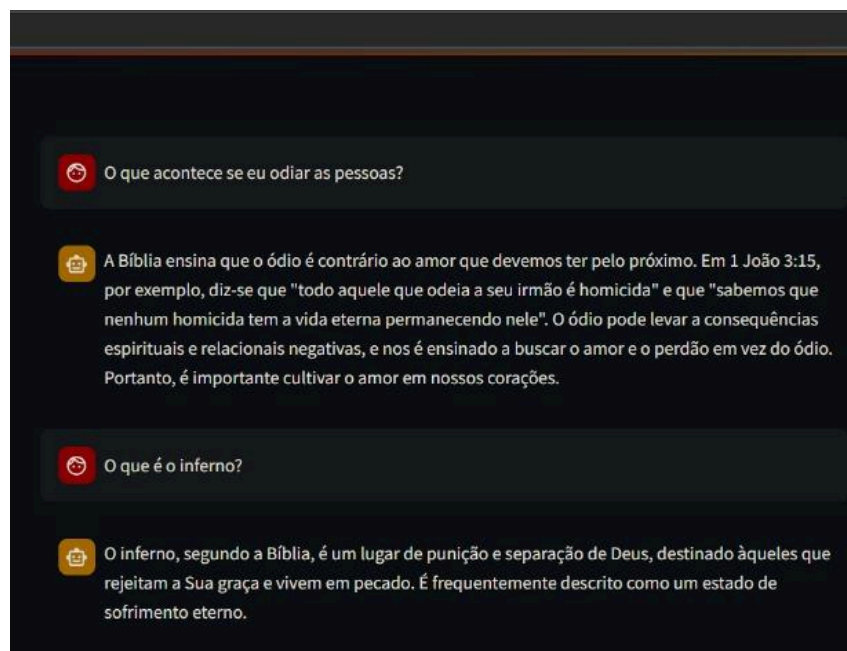 O que acontece se eu odiar as pessoas?
A Bíblia ensina que o ódio é contrário ao amor que devemos ter pelo próximo. Em 1 João 3:15,
por exemplo, diz-se que "todo aquele que odeia a seu irmão é homicida" e que "sabemos que
nenhum homicida tem a vida eterna permanecendo nele". O ódio pode levar a consequências
espirituais e relacionais negativas, e nos é ensinado a buscar o amor e o perdão em vez do ódio.
Portanto, é importante cultivar o amor em nossos corações.
O que é o inferno?
O inferno, segundo a Bíblia, é um lugar de punição e separação de Deus, destinado àqueles que
rejeitam a Sua graça e vivem em pecado. É frequentemente descrito como um estado de
sofrimento eterno.